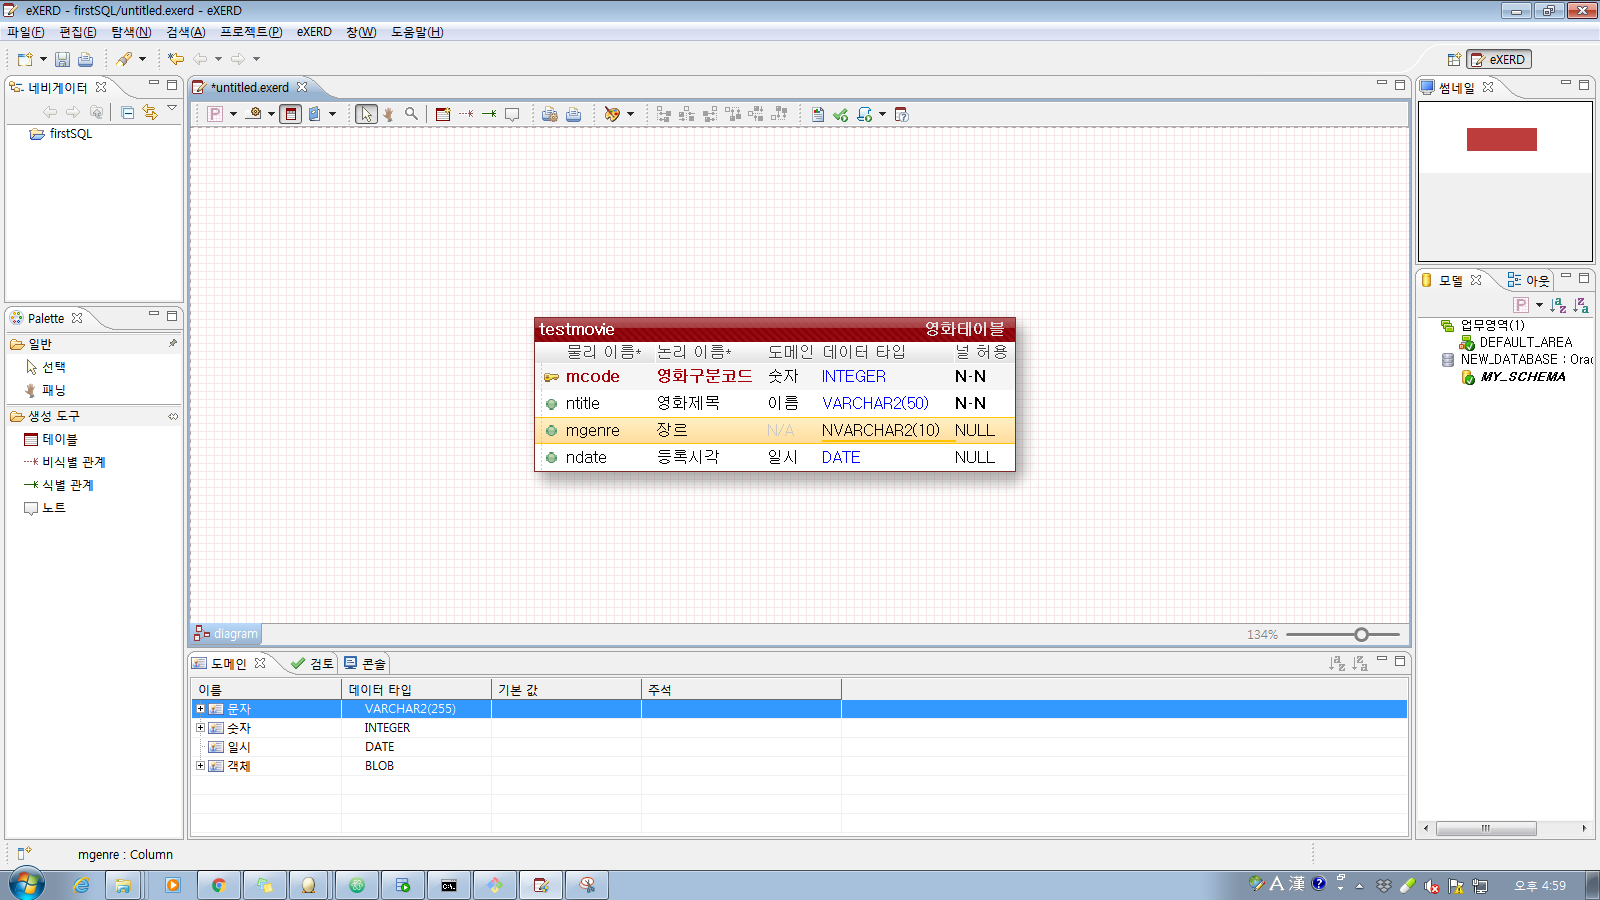 eXERD - firstSQL/untitled.exerd - eXERD
파일(F) 편집(E) 탐색(N) 검색(A) 프로젝트(P) eXERD 창(W) 도움말(H)
eXERD
네비게이터
firstSQL
*untitled.exerd
썸네일
testmovie 영화테이블
물리 이름* 논리 이름* 도메인 데이터 타입 널 허용
mcode 영화구분코드 숫자 INTEGER N-N
ntitle 영화제목 이름 VARCHAR2(50) N-N
mgenre 장르 N/A NVARCHAR2(10) NULL
ndate 등록시각 일시 DATE NULL
diagram
134%
Palette
일반
선택
패닝
생성 도구
테이블
비식별 관계
식별 관계
노트
모델 아웃
업무영역(1)
DEFAULT_AREA
NEW_DATABASE : Orac
MY_SCHEMA
도메인 검토 콘솔
이름 데이터 타입 기본 값 주석
문자 VARCHAR2(255)
숫자 INTEGER
일시 DATE
객체 BLOB
mgenre : Column
A 漢
오후 4:59